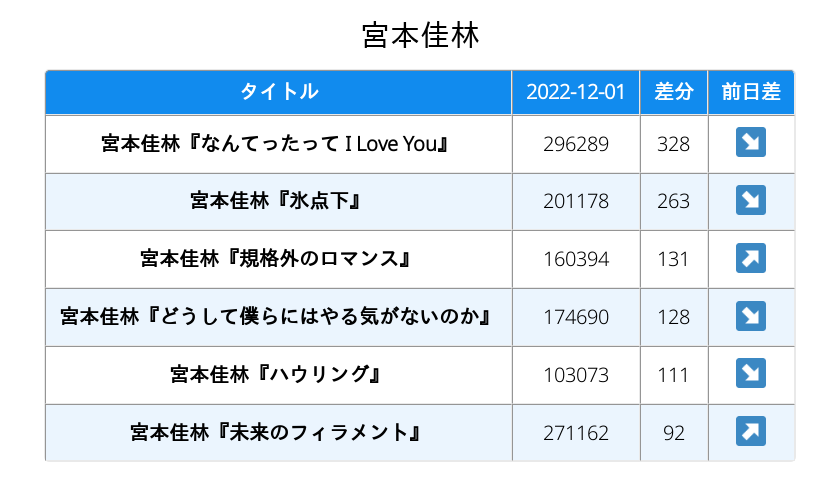 宮本佳林
タイトル 2022-12-01 差分 前日差
宮本佳林『なんてったって I Love You』 296289 328 ↘
宮本佳林『氷点下』 201178 263 ↘
宮本佳林『規格外のロマンス』 160394 131 ↗
宮本佳林『どうして僕らにはやる気がないのか』 174690 128 ↘
宮本佳林『ハウリング』 103073 111 ↘
宮本佳林『未来のフィラメント』 271162 92 ↗